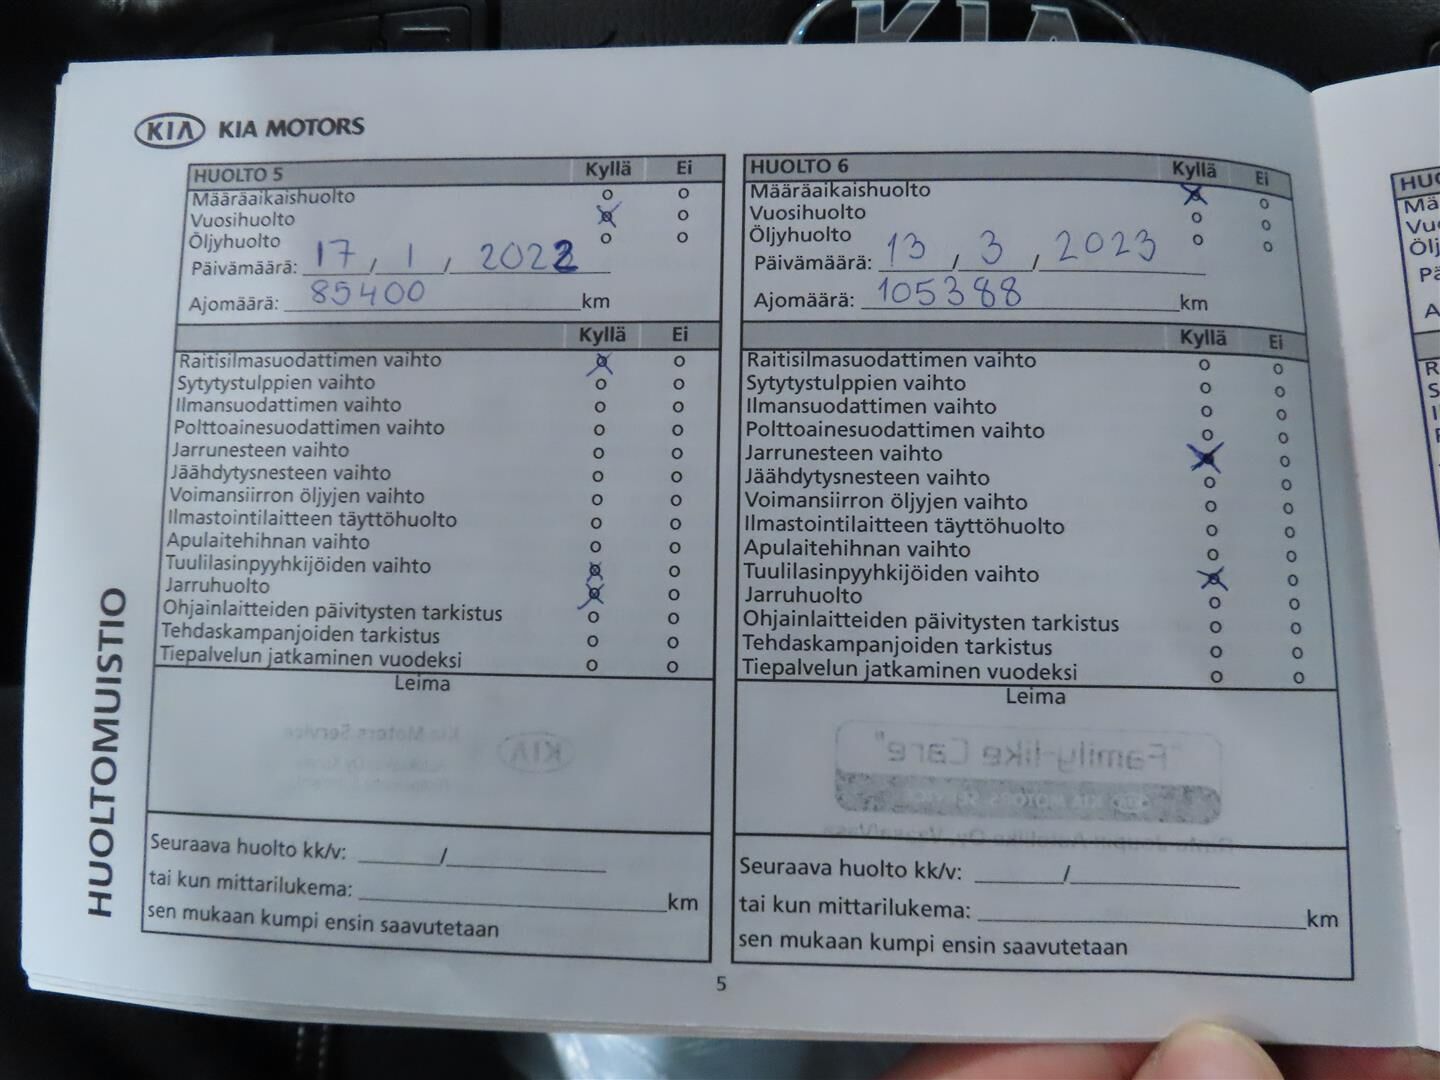 KIA
KIA KIA MOTORS
HUOLTO 5 Kyllä Ei
Määräaikaishuolto o o
Vuosihuolto o o
Öljyhuolto o o
Päivämäärä: 17 / 1 / 2022
Ajomäärä: 85400 km
Kyllä Ei
Raitisilmasuodattimen vaihto o o
Sytytystulppien vaihto o o
Ilmansuodattimen vaihto o o
Polttoainesuodattimen vaihto o o
Jarrunesteen vaihto o o
Jäähdytysnesteen vaihto o o
Voimansiirron öljyjen vaihto o o
Ilmastointilaitteen täyttöhuolto o o
Apulaitehihnan vaihto o o
Tuulilasinpyyhkijöiden vaihto o o
Jarruhuolto o o
Ohjainlaitteiden päivitysten tarkistus o o
Tehdaskampanjoiden tarkistus o o
Tiepalvelun jatkaminen vuodeksi o o
Leima
Seuraava huolto kk/v: ______/____________
tai kun mittarilukema: ____________ km
sen mukaan kumpi ensin saavutetaan
HUOLTO 6 Kyllä Ei
Määräaikaishuolto o o
Vuosihuolto o o
Öljyhuolto o o
Päivämäärä: 13 / 3 / 2023
Ajomäärä: 105388 km
Kyllä Ei
Raitisilmasuodattimen vaihto o o
Sytytystulppien vaihto o o
Ilmansuodattimen vaihto o o
Polttoainesuodattimen vaihto o o
Jarrunesteen vaihto o o
Jäähdytysnesteen vaihto o o
Voimansiirron öljyjen vaihto o o
Ilmastointilaitteen täyttöhuolto o o
Apulaitehihnan vaihto o o
Tuulilasinpyyhkijöiden vaihto o o
Jarruhuolto o o
Ohjainlaitteiden päivitysten tarkistus o o
Tehdaskampanjoiden tarkistus o o
Tiepalvelun jatkaminen vuodeksi o o
Leima
"Family-like Care"
Seuraava huolto kk/v: ______/____________
tai kun mittarilukema: ____________ km
sen mukaan kumpi ensin saavutetaan
HUOLTOMUISTIO
5